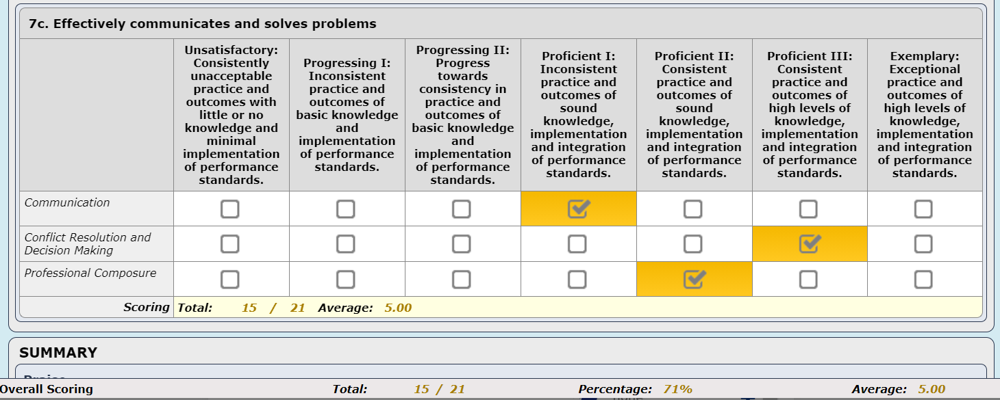 7c. Effectively communicates and solves problems
Unsatisfactory:
Consistently
unacceptable
practice and
outcomes with
little or no
knowledge and
minimal
implementation
of performance
standards.
Progressing I:
Inconsistent
practice and
outcomes of
basic knowledge
and
implementation
of performance
standards.
Progressing II:
Progress
towards
consistency in
practice and
outcomes of
basic knowledge
and
implementation
of performance
standards.
Proficient I:
Inconsistent
practice and
outcomes of
sound
knowledge,
implementation
and integration
of performance
standards.
Proficient II:
Consistent
practice and
outcomes of
sound
knowledge,
implementation
and integration
of performance
standards.
Proficient III:
Consistent
practice and
outcomes of
high levels of
knowledge,
implementation
and integration
of performance
standards.
Exemplary:
Exceptional
practice and
outcomes of
high levels of
knowledge,
implementation
and integration
of performance
standards.
Communication
Conflict Resolution and
Decision Making
Professional Composure
Scoring Total: 15 / 21 Average: 5.00
SUMMARY
Overall Scoring Total: 15 / 21 Percentage: 71% Average: 5.00